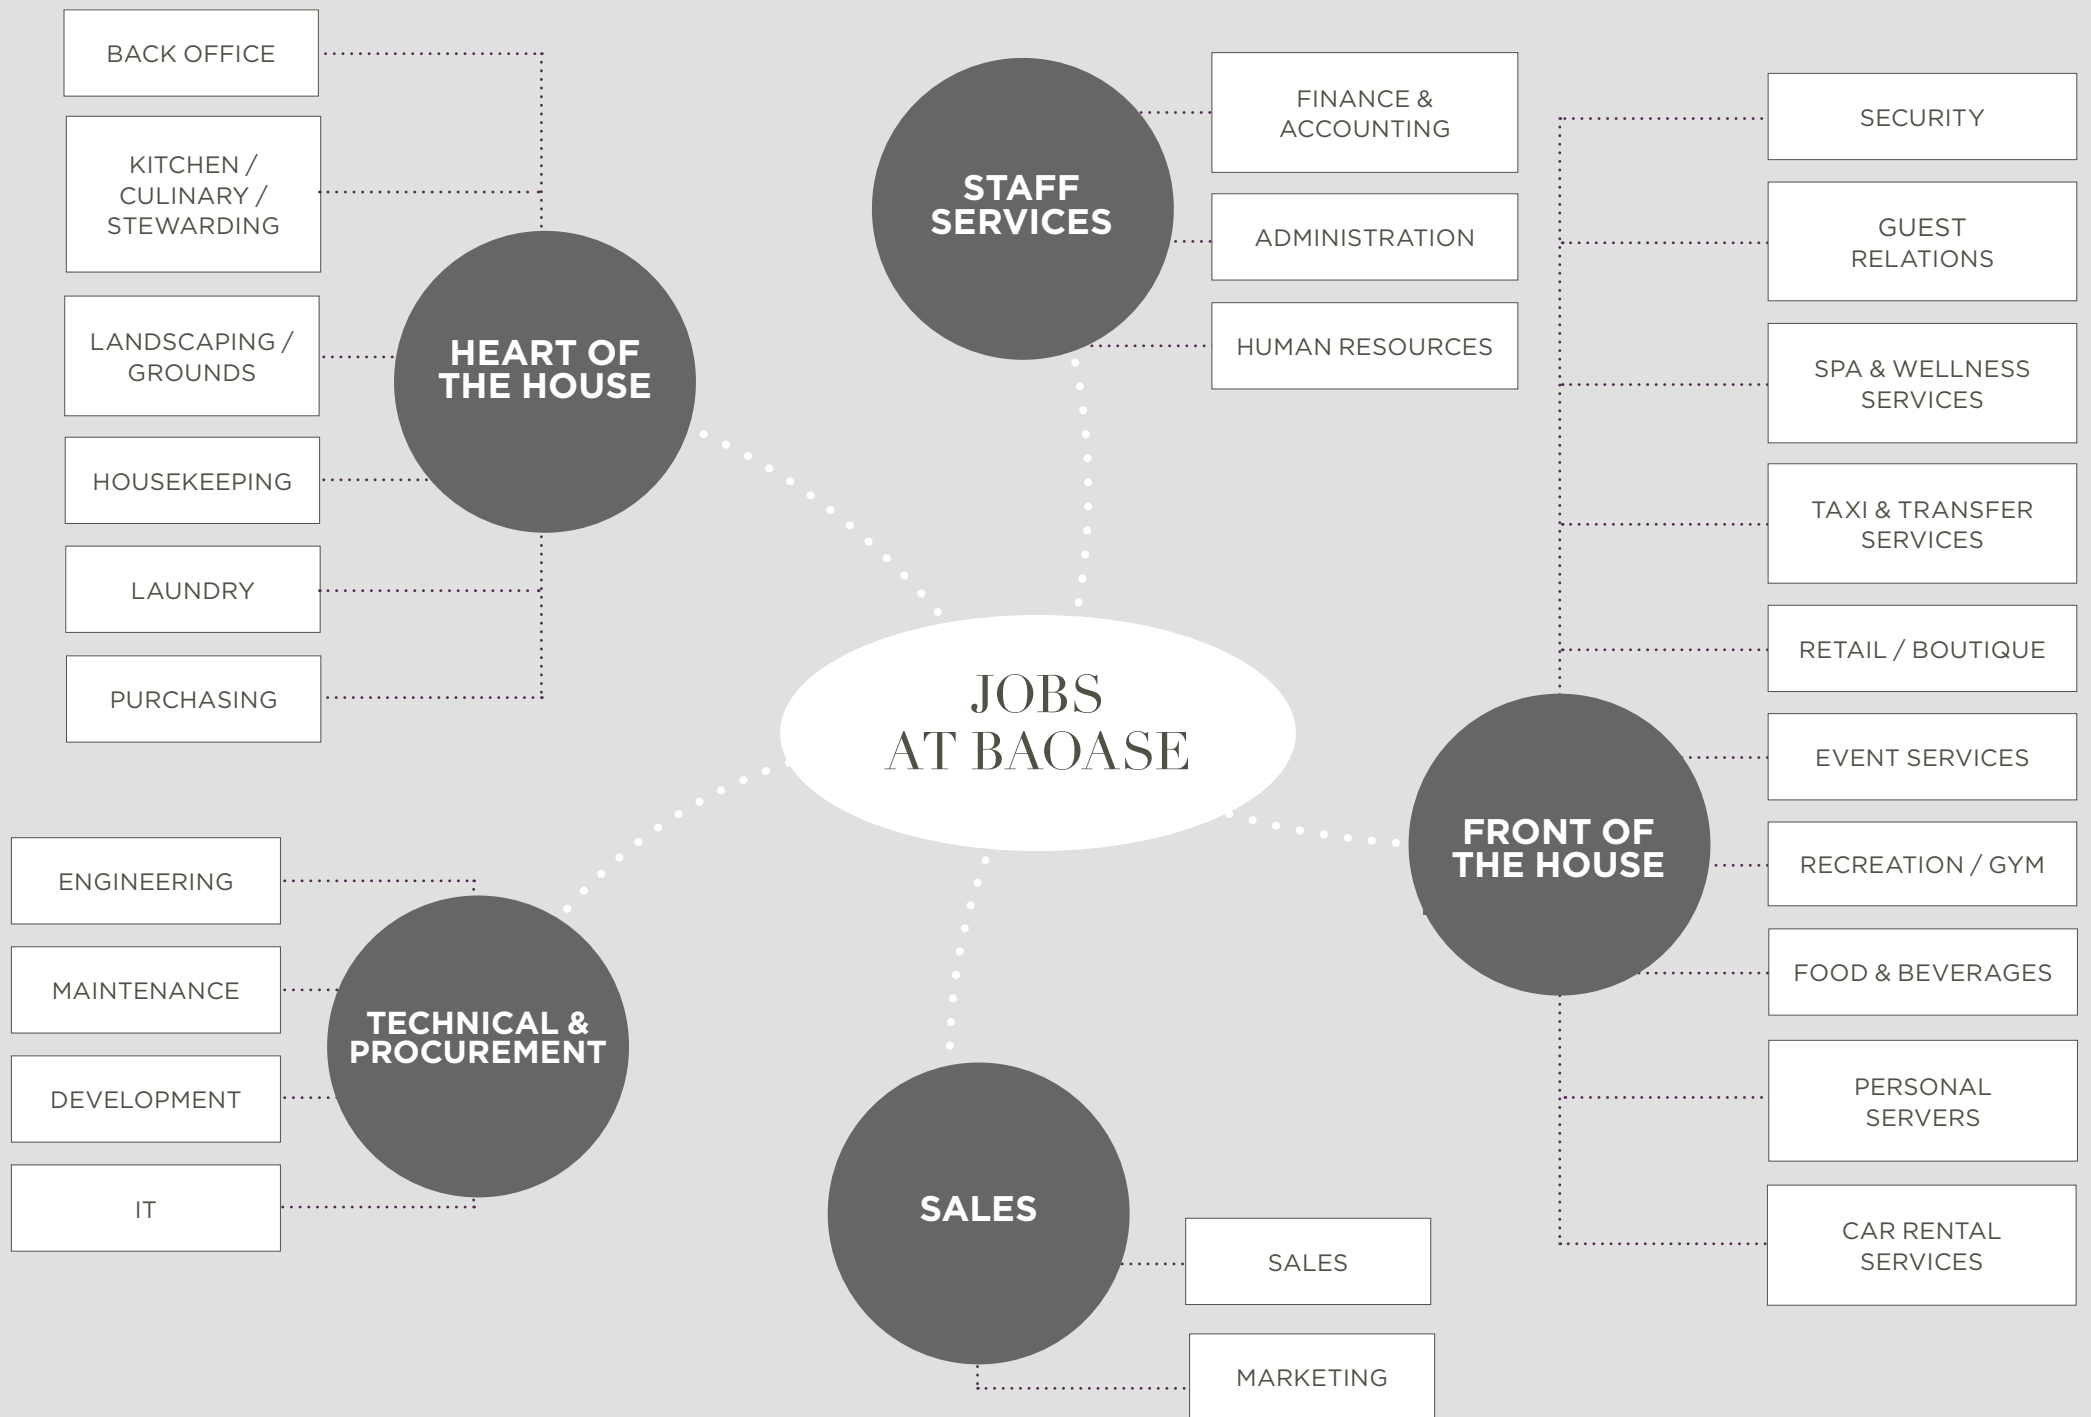 BACK OFFICE
KITCHEN /
CULINARY /
STEWARDING
LANDSCAPING /
GROUNDS
HOUSEKEEPING
LAUNDRY
PURCHASING
HEART OF
THE HOUSE
STAFF
SERVICES
FINANCE &
ACCOUNTING
ADMINISTRATION
HUMAN RESOURCES
SECURITY
GUEST
RELATIONS
SPA & WELLNESS
SERVICES
TAXI & TRANSFER
SERVICES
RETAIL / BOUTIQUE
EVENT SERVICES
RECREATION / GYM
FOOD & BEVERAGES
PERSONAL
SERVERS
CAR RENTAL
SERVICES
FRONT OF
THE HOUSE
JOBS
AT BAOASE
ENGINEERING
MAINTENANCE
DEVELOPMENT
IT
TECHNICAL &
PROCUREMENT
SALES
SALES
MARKETING